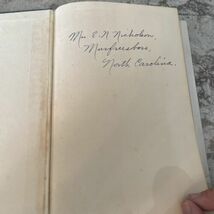 Mrs. E. N. Nicholson,
Murfreesboro,
North Carolina.